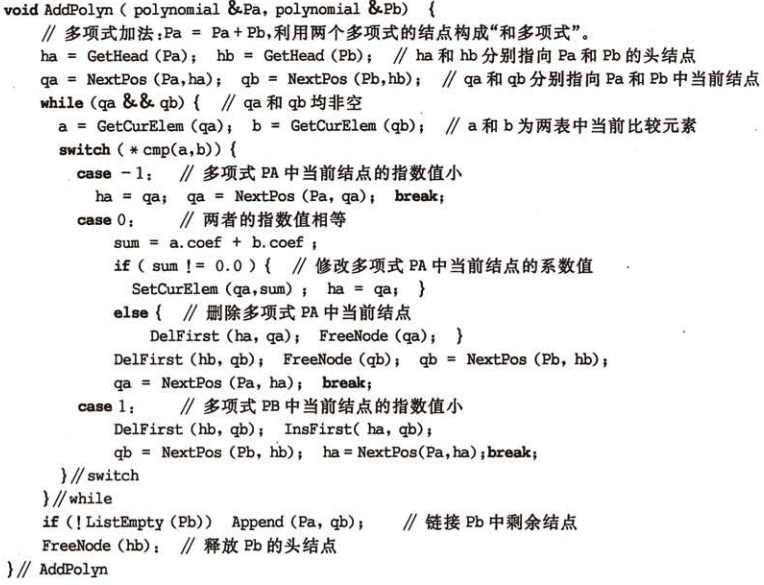 void AddPolyn ( polynomial &Pa, polynomial &Pb) {
// 多项式加法:Pa = Pa+Pb,利用两个多项式的结点构成“和多项式”。
ha = GetHead (Pa); hb = GetHead (Pb); // ha 和 hb 分别指向 Pa 和 Pb 的头结点
qa = NextPos (Pa,ha); qb = NextPos (Pb,hb); // qa 和 qb 分别指向 Pa 和 Pb 中当前结点
while (qa && qb) { // qa 和 qb 均非空
a = GetCurElem (qa); b = GetCurElem (qb); // a 和 b 为两表中当前比较元素
switch ( * cmp(a,b)) {
case -1: // 多项式 PA 中当前结点的指数值小
ha = qa; qa = NextPos (Pa, qa); break;
case 0: // 两者的指数值相等
sum = a.coef + b.coef ;
if ( sum != 0.0 ) { // 修改多项式 PA 中当前结点的系数值
SetCurElem (qa,sum) ; ha = qa; }
else { // 删除多项式 PA 中当前结点
DelFirst (ha, qa); FreeNode (qa); }
DelFirst (hb, qb); FreeNode (qb); qb = NextPos (Pb, hb);
qa = NextPos (Pa, ha); break;
case 1: // 多项式 PB 中当前结点的指数值小
DelFirst (hb, qb); InsFirst( ha, qb);
qb = NextPos (Pb, hb); ha=NextPos(Pa,ha);break;
}// switch
}// while
if (!ListEmpty (Pb)) Append (Pa, qb); // 链接 Pb 中剩余结点
FreeNode (hb); // 释放 Pb 的头结点
}// AddPolyn